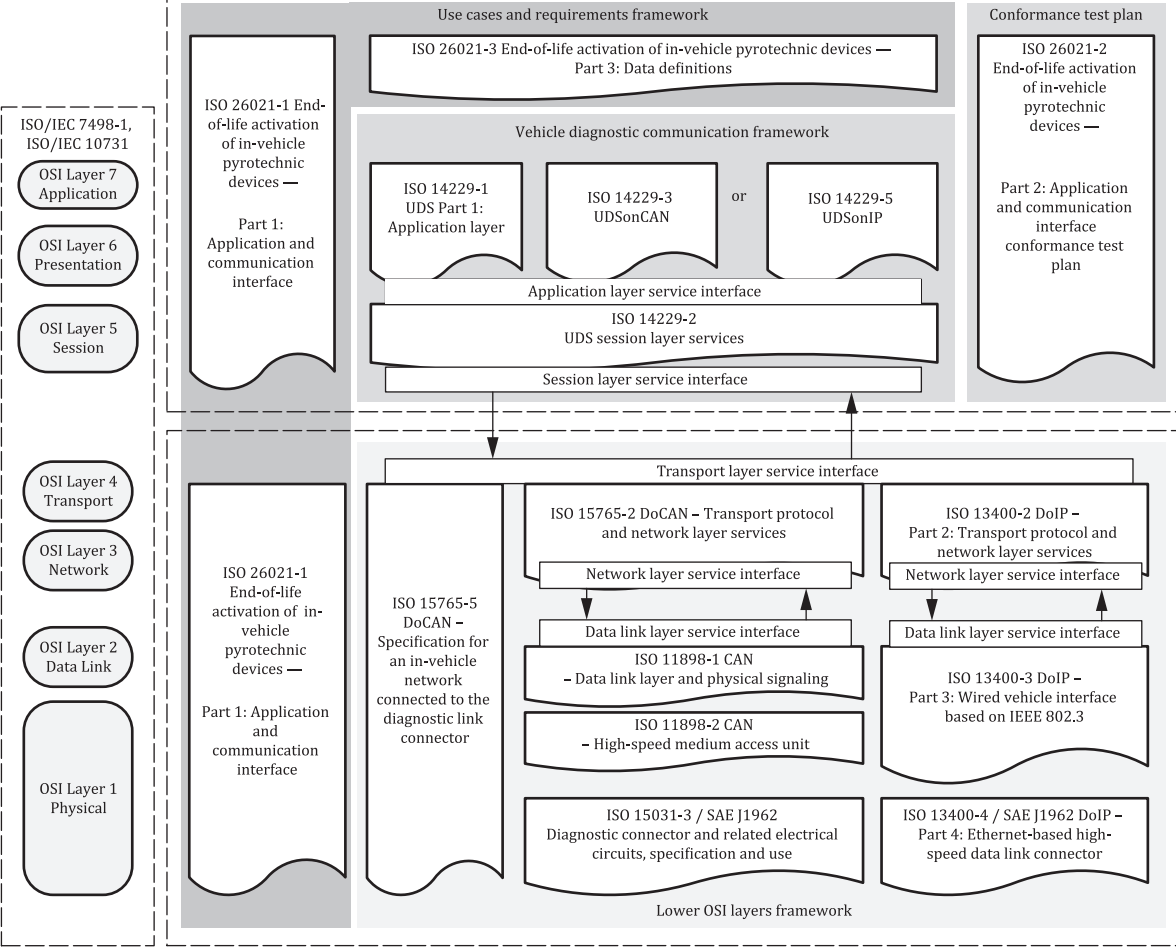 Use cases and requirements framework
Conformance test plan
ISO 26021-3 End-of-life activation of in-vehicle pyrotechnic devices —
Part 3: Data definitions
ISO 26021-2
End-of-life activation
of in-vehicle
pyrotechnic
devices —
Part 2: Application
and communication
interface
conformance test
plan
ISO 26021-1 End-
of-life activation
of in-vehicle
pyrotechnic
devices —
Part 1:
Application and
communication
interface
ISO/IEC 7498-1,
ISO/IEC 10731
OSI Layer 7
Application
OSI Layer 6
Presentation
OSI Layer 5
Session
Vehicle diagnostic communication framework
ISO 14229-1
UDS Part 1:
Application layer
ISO 14229-3
UDSonCAN
or
ISO 14229-5
UDSonIP
Application layer service interface
ISO 14229-2
UDS session layer services
Session layer service interface
OSI Layer 4
Transport
OSI Layer 3
Network
OSI Layer 2
Data Link
OSI Layer 1
Physical
ISO 26021-1
End-of-life
activation of in-
vehicle
pyrotechnic
devices —
Part 1: Application
and
communication
interface
Transport layer service interface
ISO 15765-5
DoCAN –
Specification for
an in-vehicle
network
connected to the
diagnostic link
connector
ISO 15765-2 DoCAN – Transport protocol
and network layer services
Network layer service interface
Data link layer service interface
ISO 11898-1 CAN
– Data link layer and physical signaling
ISO 11898-2 CAN
– High-speed medium access unit
ISO 15031-3 / SAE J1962
Diagnostic connector and related electrical
circuits, specification and use
ISO 13400-2 DoIP –
Part 2: Transport protocol and
network layer services
Network layer service interface
Data link layer service interface
ISO 13400-3 DoIP –
Part 3: Wired vehicle interface
based on IEEE 802.3
ISO 13400-4 / SAE J1962 DoIP –
Part 4: Ethernet-based high-
speed data link connector
Lower OSI layers framework